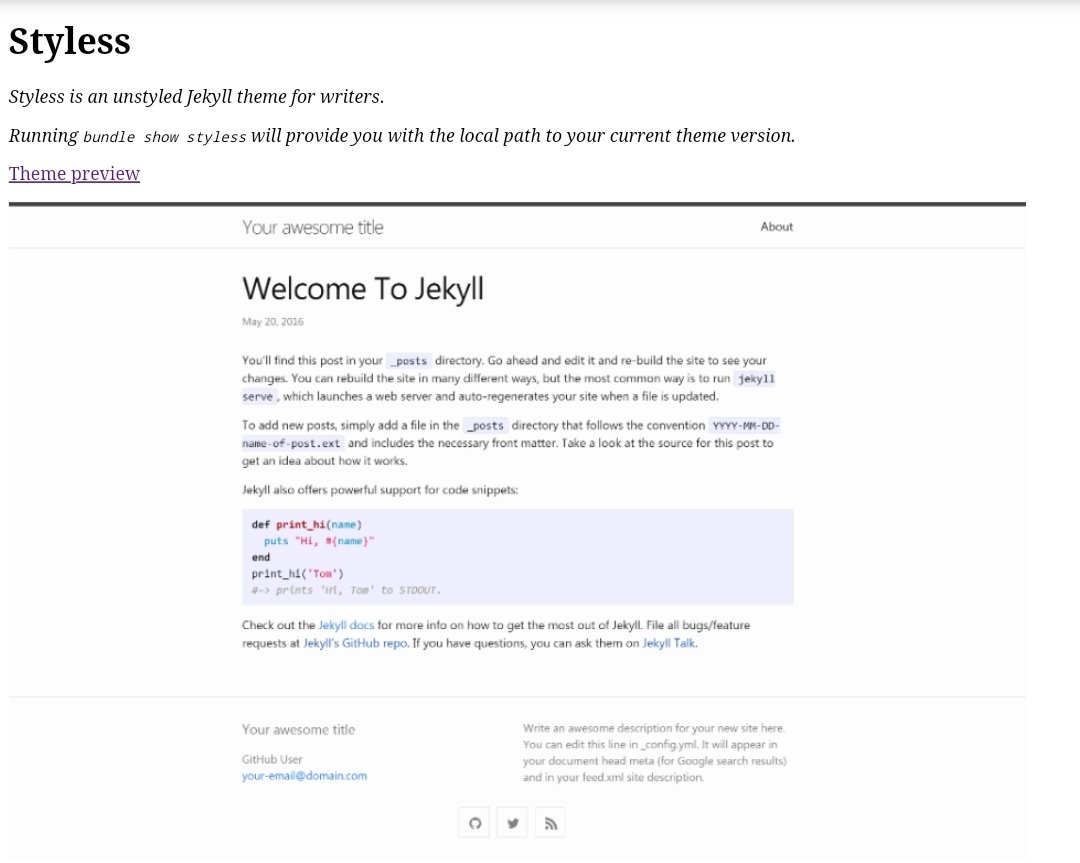 Styless
Styless is an unstyled Jekyll theme for writers.
Running bundle show styless will provide you with the local path to your current theme version.
Theme preview
Your awesome title
About
Welcome To Jekyll
May 20, 2016
You'll find this post in your _posts directory. Go ahead and edit it and re-build the site to see your
changes. You can rebuild the site in many different ways, but the most common way is to run jekyll
serve , which launches a web server and auto-regenerates your site when a file is updated.
To add new posts, simply add a file in the _posts directory that follows the convention YYYY-MM-DD-
name-of-post.ext and includes the necessary front matter. Take a look at the source for this post to
get an idea about how it works.
Jekyll also offers powerful support for code snippets:
def print_hi(name)
  puts "Hi, #{name}"
end
print_hi('Tom')
#=> prints 'Hi, Tom' to STDOUT.
Check out the Jekyll docs for more info on how to get the most out of Jekyll. File all bugs/feature
requests at Jekyll's GitHub repo. If you have questions, you can ask them on Jekyll Talk.
Your awesome title
GitHub User
your-email@domain.com
Write an awesome description for your new site here.
You can edit this line in _config.yml. It will appear in
your document head meta (for Google search results)
and in your feed.xml site description.